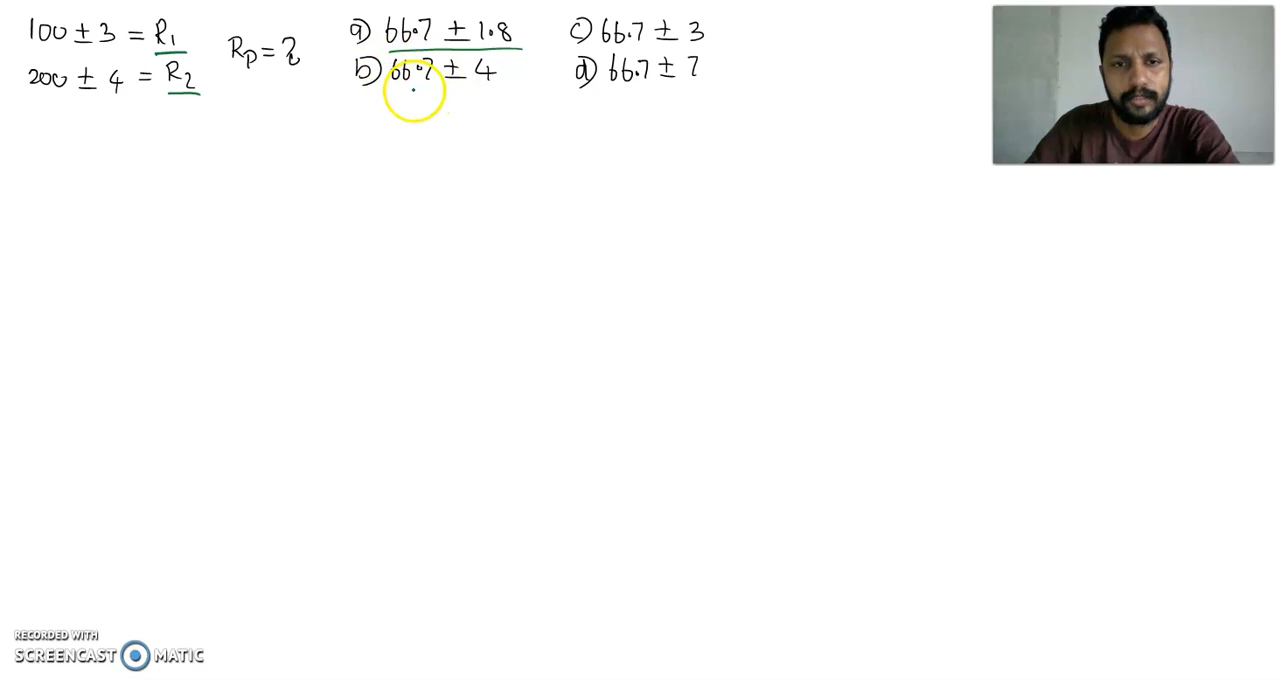 100 ± 3 = R₁
200 ± 4 = R₂
Rₚ = ?
a) 66.7 ± 1.8
b) 66.7 ± 4
c) 66.7 ± 3
d) 66.7 ± 7
RECORDED WITH
SCREENCAST MATIC